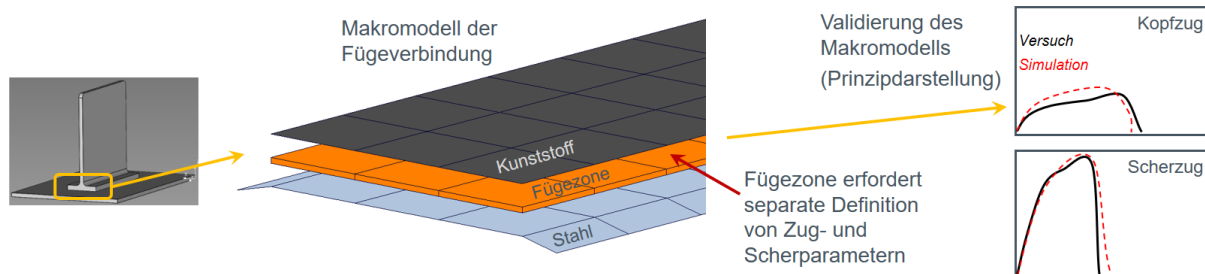 Makromodell der
Fügeverbindung
Kunststoff
Fügezone
Stahl
Validierung des
Makromodells
(Prinzipdarstellung)
Fügezone erfordert
separate Definition
von Zug- und
Scherparametern
Kopfzug
Versuch
Simulation
Scherzug